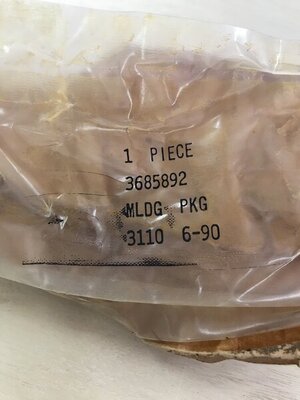 1 PIECE
3685892
MLDG PKG
3110 6-90